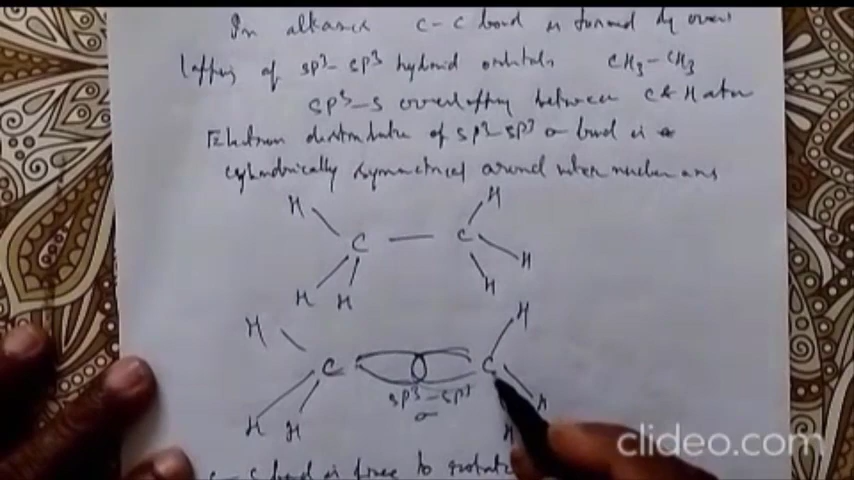 In alkanes C-C bond is formed by over
lapping of sp³-sp³ hybrid orbitals CH₃-CH₃
sp³-s overlapping between C & H atom
Electron distribution of sp³-sp³ σ bond is
cylindrically symmetrical around inter nuclear axis
H H
C — C
H
H H H
H H
C C
sp³-sp³ H
σ
H H H
C-C bond is free to rotate
clideo.com